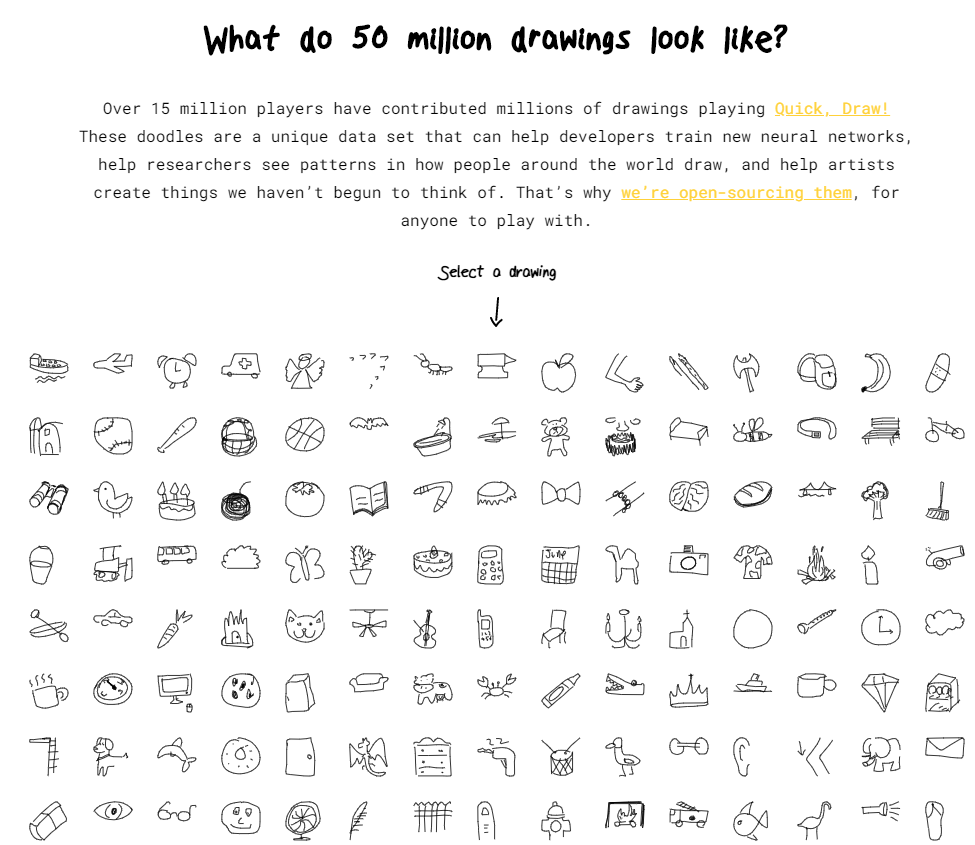 What do 50 million drawings look like?
Over 15 million players have contributed millions of drawings playing Quick, Draw!
These doodles are a unique data set that can help developers train new neural networks,
help researchers see patterns in how people around the world draw, and help artists
create things we haven't begun to think of. That's why we're open-sourcing them, for
anyone to play with.
Select a drawing